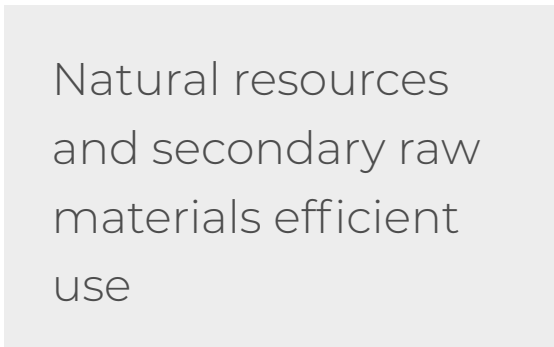 Natural resources
and secondary raw
materials efficient
use